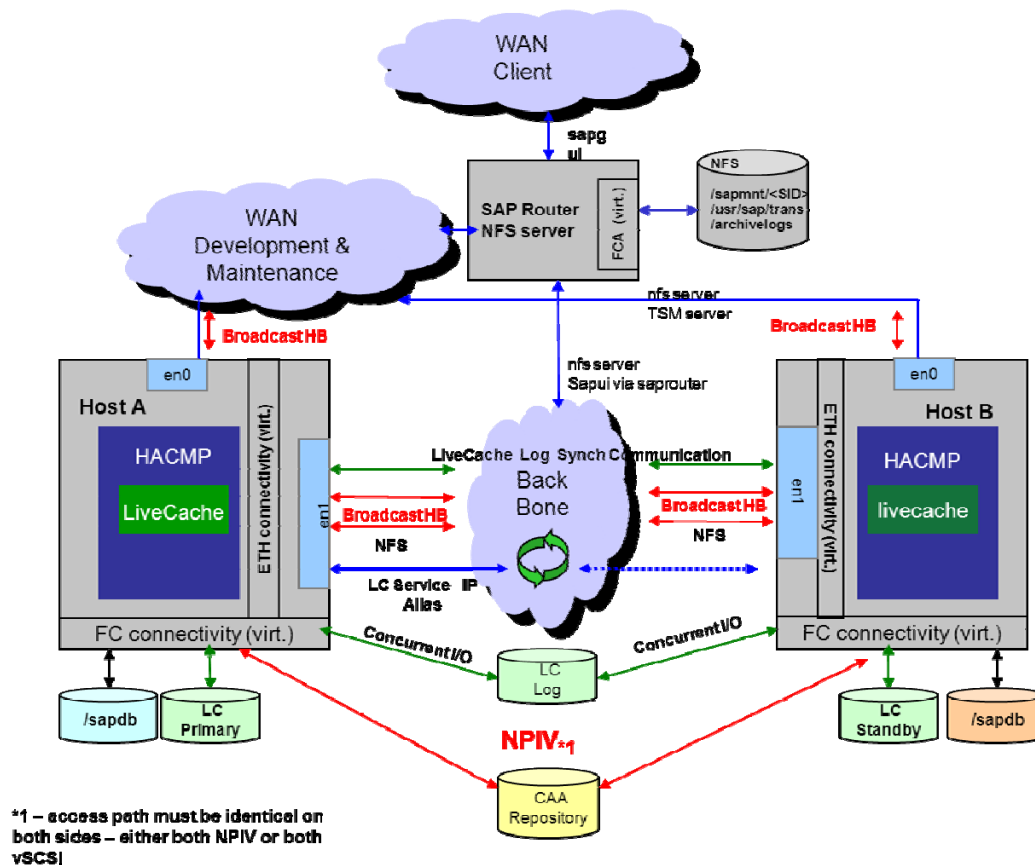 WAN
Client
sapg
ui
SAP Router
NFS server
FCA (virt.)
NFS
/sapmnt/<SID>
/usr/sap/trans
/archivelogs
WAN
Development &
Maintenance
nfs server
TSM server
BroadcastHB
BroadcastHB
nfs server
Sapui via saprouter
en0
Host A
HACMP
LiveCache
ETH connectivity (virt.)
en1
FC connectivity (virt.)
en0
Host B
HACMP
livecache
ETH connectivity (virt.)
en1
FC connectivity (virt.)
LiveCache Log Synch Communication
Back
Bone
BroadcastHB
BroadcastHB
NFS
NFS
LC Service IP
Alias
Concurrent I/O
Concurrent I/O
LC
Log
/sapdb
LC
Primary
LC
Standby
/sapdb
NPIV*1
CAA
Repository
*1 – access path must be identical on
both sides – either both NPIV or both
vSCSI